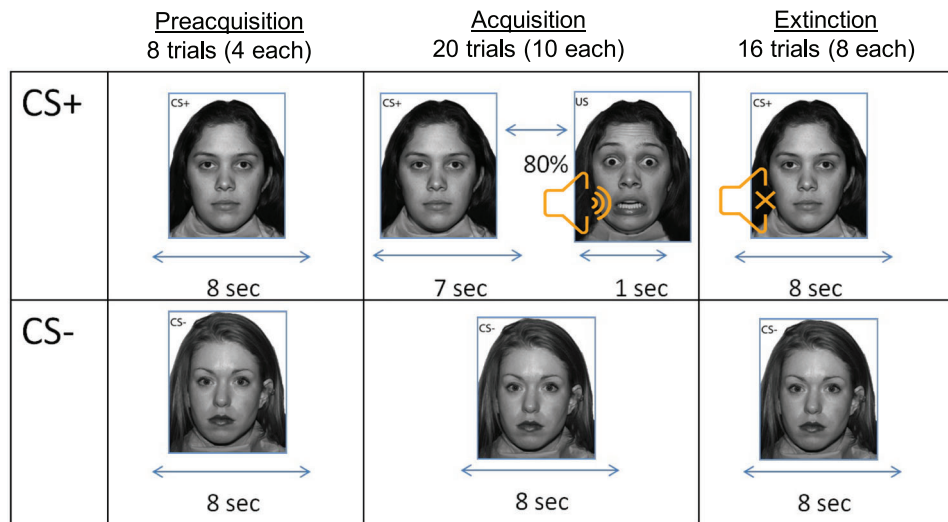 Preacquisition
8 trials (4 each)
Acquisition
20 trials (10 each)
Extinction
16 trials (8 each)
CS+
CS+
CS+
80%
US
CS+
8 sec
7 sec
1 sec
8 sec
CS-
CS-
CS-
CS-
8 sec
8 sec
8 sec